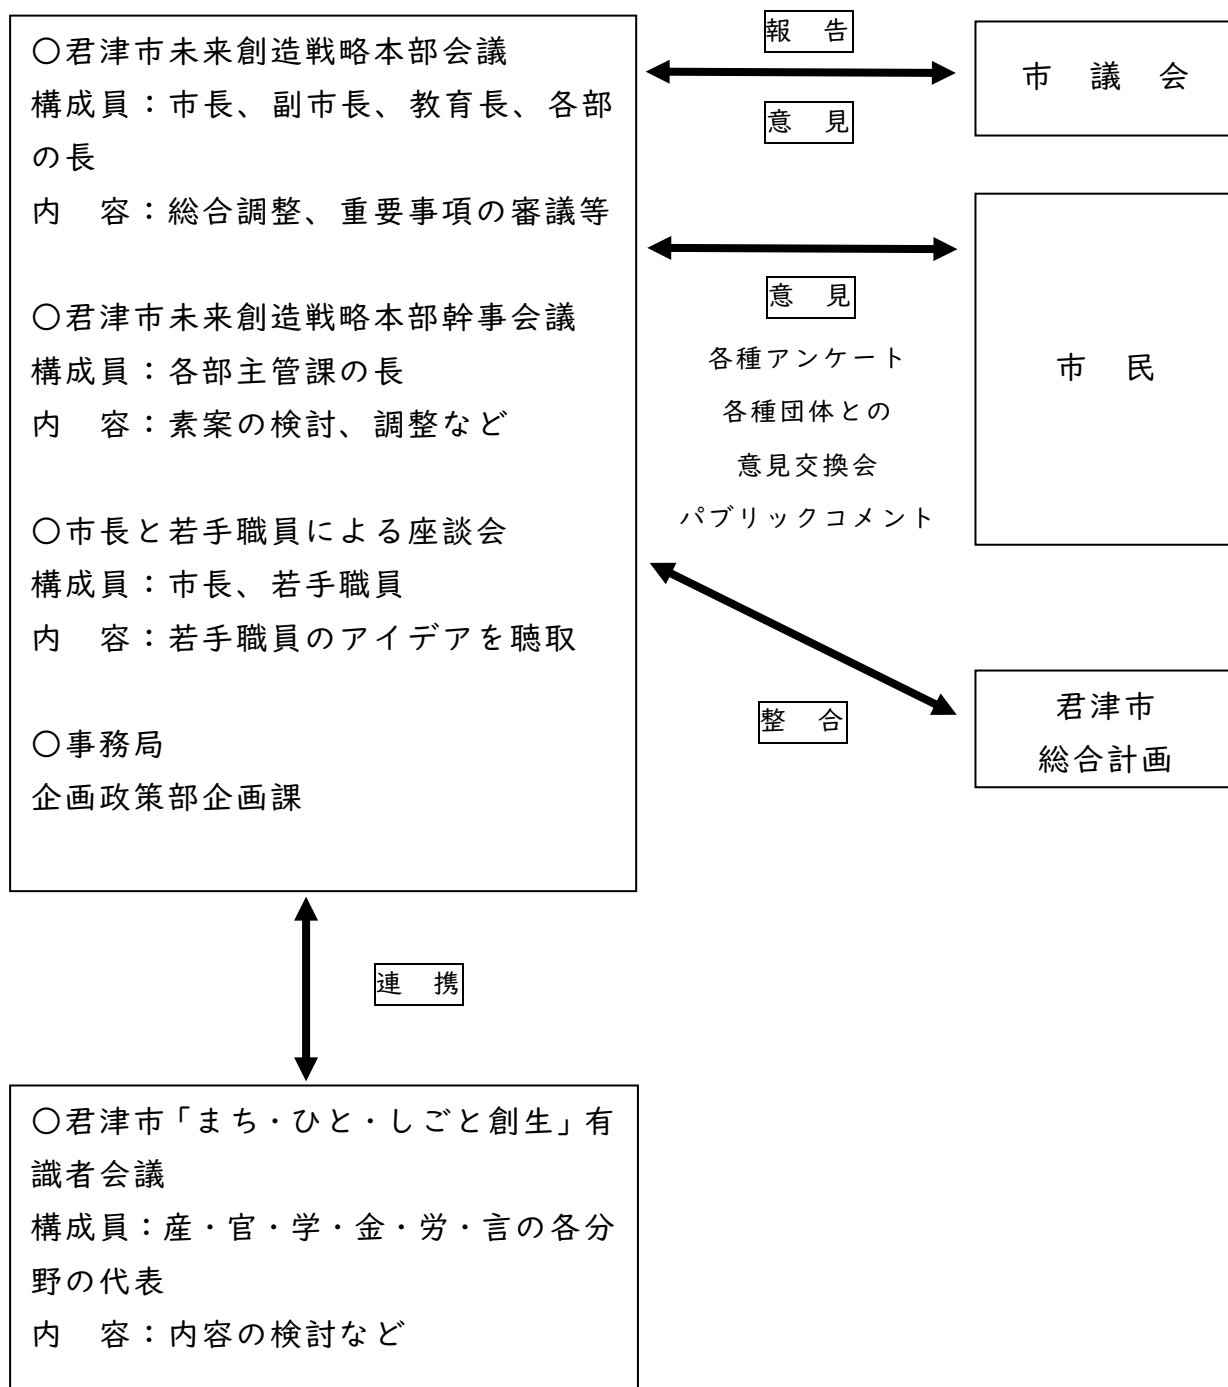 〇君津市未来創造戦略本部会議
構成員：市長、副市長、教育長、各部
の長
内　容：総合調整、重要事項の審議等
〇君津市未来創造戦略本部幹事会議
構成員：各部主管課の長
内　容：素案の検討、調整など
〇市長と若手職員による座談会
構成員：市長、若手職員
内　容：若手職員のアイデアを聴取
〇事務局
企画政策部企画課
報　告
意　見
市　議　会
意　見
各種アンケート
各種団体との
意見交換会
パブリックコメント
市　民
整　合
君津市
総合計画
連　携
〇君津市「まち・ひと・しごと創生」有
識者会議
構成員：産・官・学・金・労・言の各分
野の代表
内　容：内容の検討など